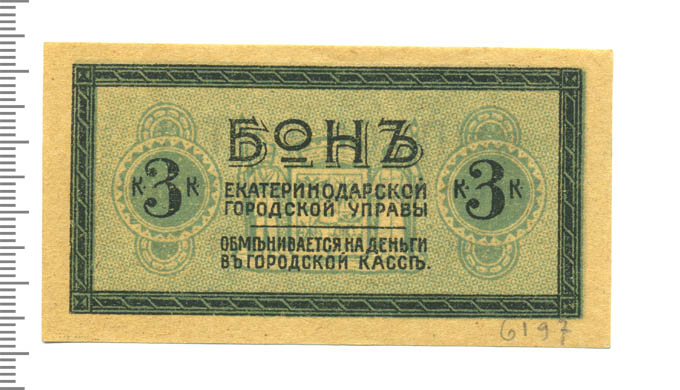 БОНЪ
К. 3 К.
К. 3 К.
ЕКАТЕРИНОДАРСКОЙ
ГОРОДСКОЙ УПРАВЫ
ОБМѢНИВАЕТСЯ НА ДЕНЬГИ
ВЪ ГОРОДСКОЙ КАССѢ.
6197